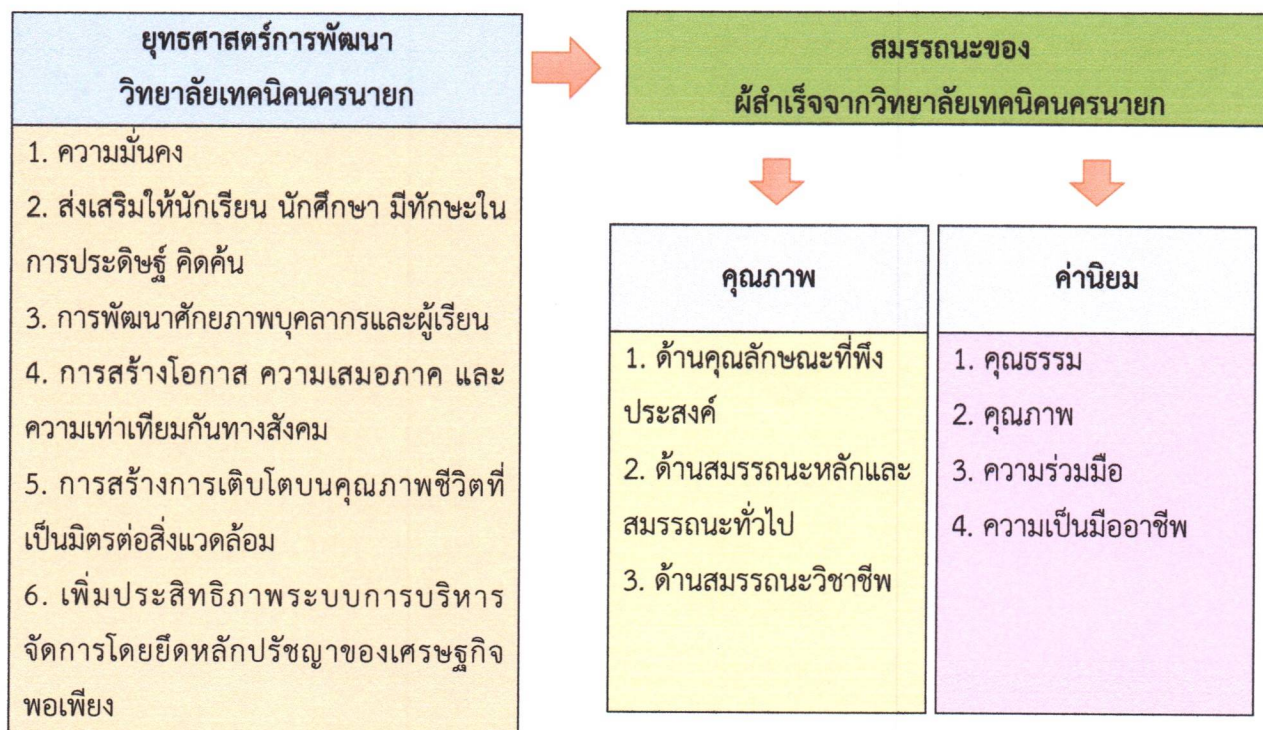 ยุทธศาสตร์การพัฒนา
วิทยาลัยเทคนิคนครนายก
1. ความมั่นคง
2. ส่งเสริมให้นักเรียน นักศึกษา มีทักษะใน
การประดิษฐ์ คิดค้น
3. การพัฒนาศักยภาพบุคลากรและผู้เรียน
4. การสร้างโอกาส ความเสมอภาค และ
ความเท่าเทียมกันทางสังคม
5. การสร้างการเติบโตบนคุณภาพชีวิตที่
เป็นมิตรต่อสิ่งแวดล้อม
6. เพิ่มประสิทธิภาพระบบการบริหาร
จัดการโดยยึดหลักปรัชญาของเศรษฐกิจ
พอเพียง
สมรรถนะของ
ผู้สำเร็จจากวิทยาลัยเทคนิคนครนายก
คุณภาพ
1. ด้านคุณลักษณะที่พึง
ประสงค์
2. ด้านสมรรถนะหลักและ
สมรรถนะทั่วไป
3. ด้านสมรรถนะวิชาชีพ
ค่านิยม
1. คุณธรรม
2. คุณภาพ
3. ความร่วมมือ
4. ความเป็นมืออาชีพ